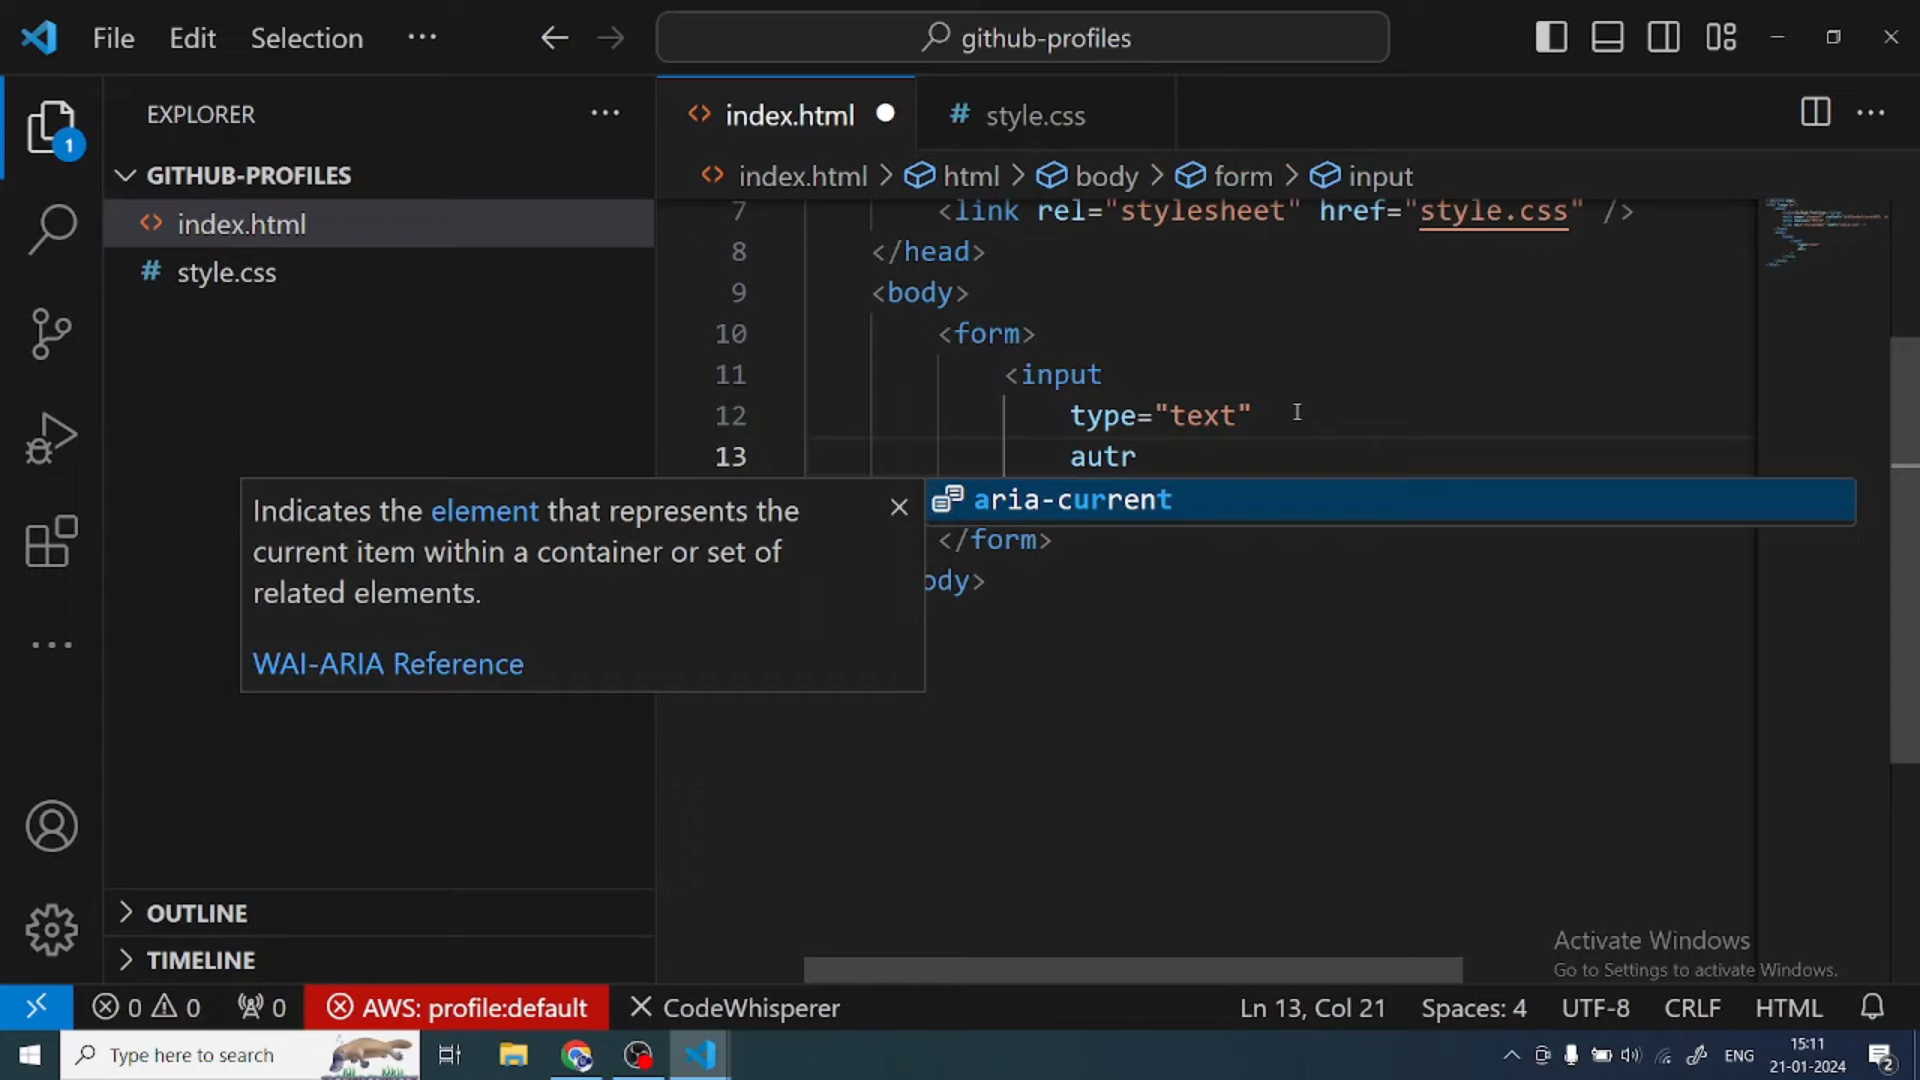 File Edit Selection ··· github-profiles
EXPLORER ···
1
GITHUB-PROFILES
index.html
style.css
OUTLINE
TIMELINE
index.html style.css ···
index.html > html > body > form > input
7 <link rel="stylesheet" href="style.css" />
8 </head>
9 <body>
10 <form>
11 <input
12 type="text"
13 autr
aria-current
</form>
ody>
Indicates the element that represents the
current item within a container or set of
related elements.
WAI-ARIA Reference
Activate Windows
Go to Settings to activate Windows.
0 0 0 AWS: profile:default CodeWhisperer Ln 13, Col 21 Spaces: 4 UTF-8 CRLF HTML
Type here to search ENG 15:11
21-01-2024
2